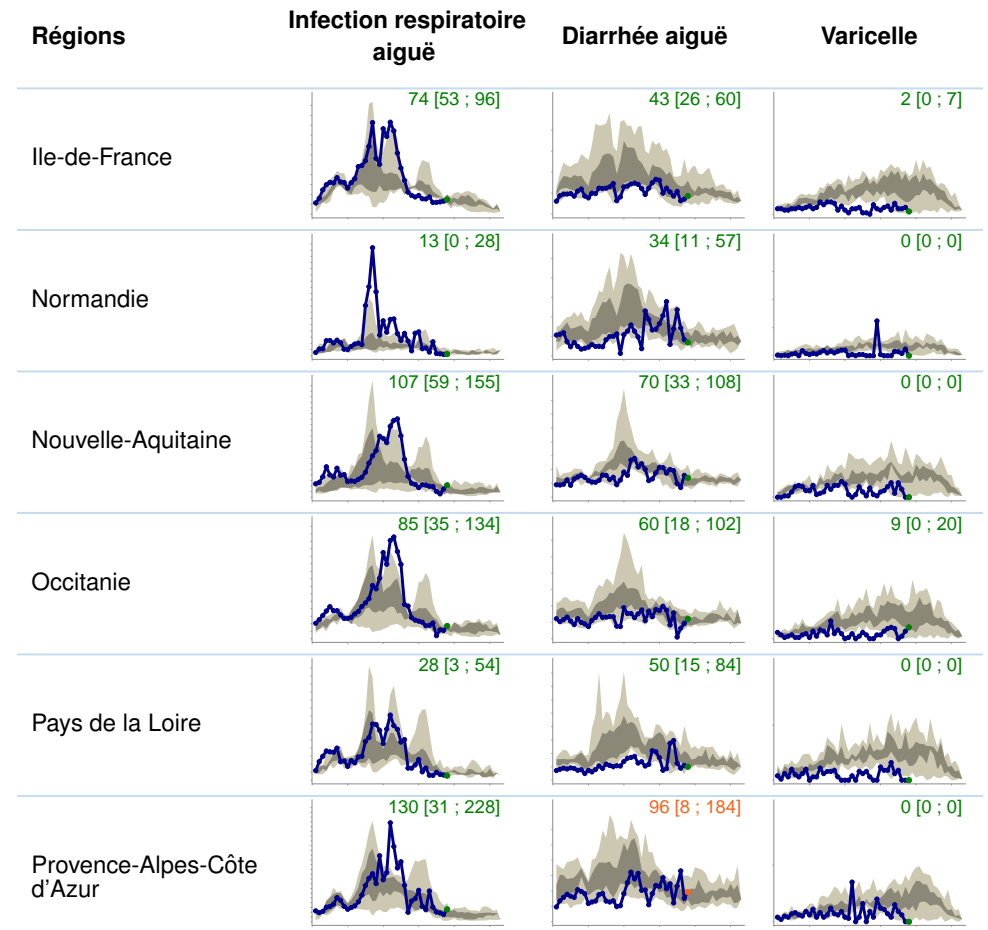 Régions
Infection respiratoire
aiguë
Diarrhée aiguë
Varicelle
Ile-de-France
74 [53 ; 96]
43 [26 ; 60]
2 [0 ; 7]
Normandie
13 [0 ; 28]
34 [11 ; 57]
0 [0 ; 0]
Nouvelle-Aquitaine
107 [59 ; 155]
70 [33 ; 108]
0 [0 ; 0]
Occitanie
85 [35 ; 134]
60 [18 ; 102]
9 [0 ; 20]
Pays de la Loire
28 [3 ; 54]
50 [15 ; 84]
0 [0 ; 0]
Provence-Alpes-Côte
d'Azur
130 [31 ; 228]
96 [8 ; 184]
0 [0 ; 0]